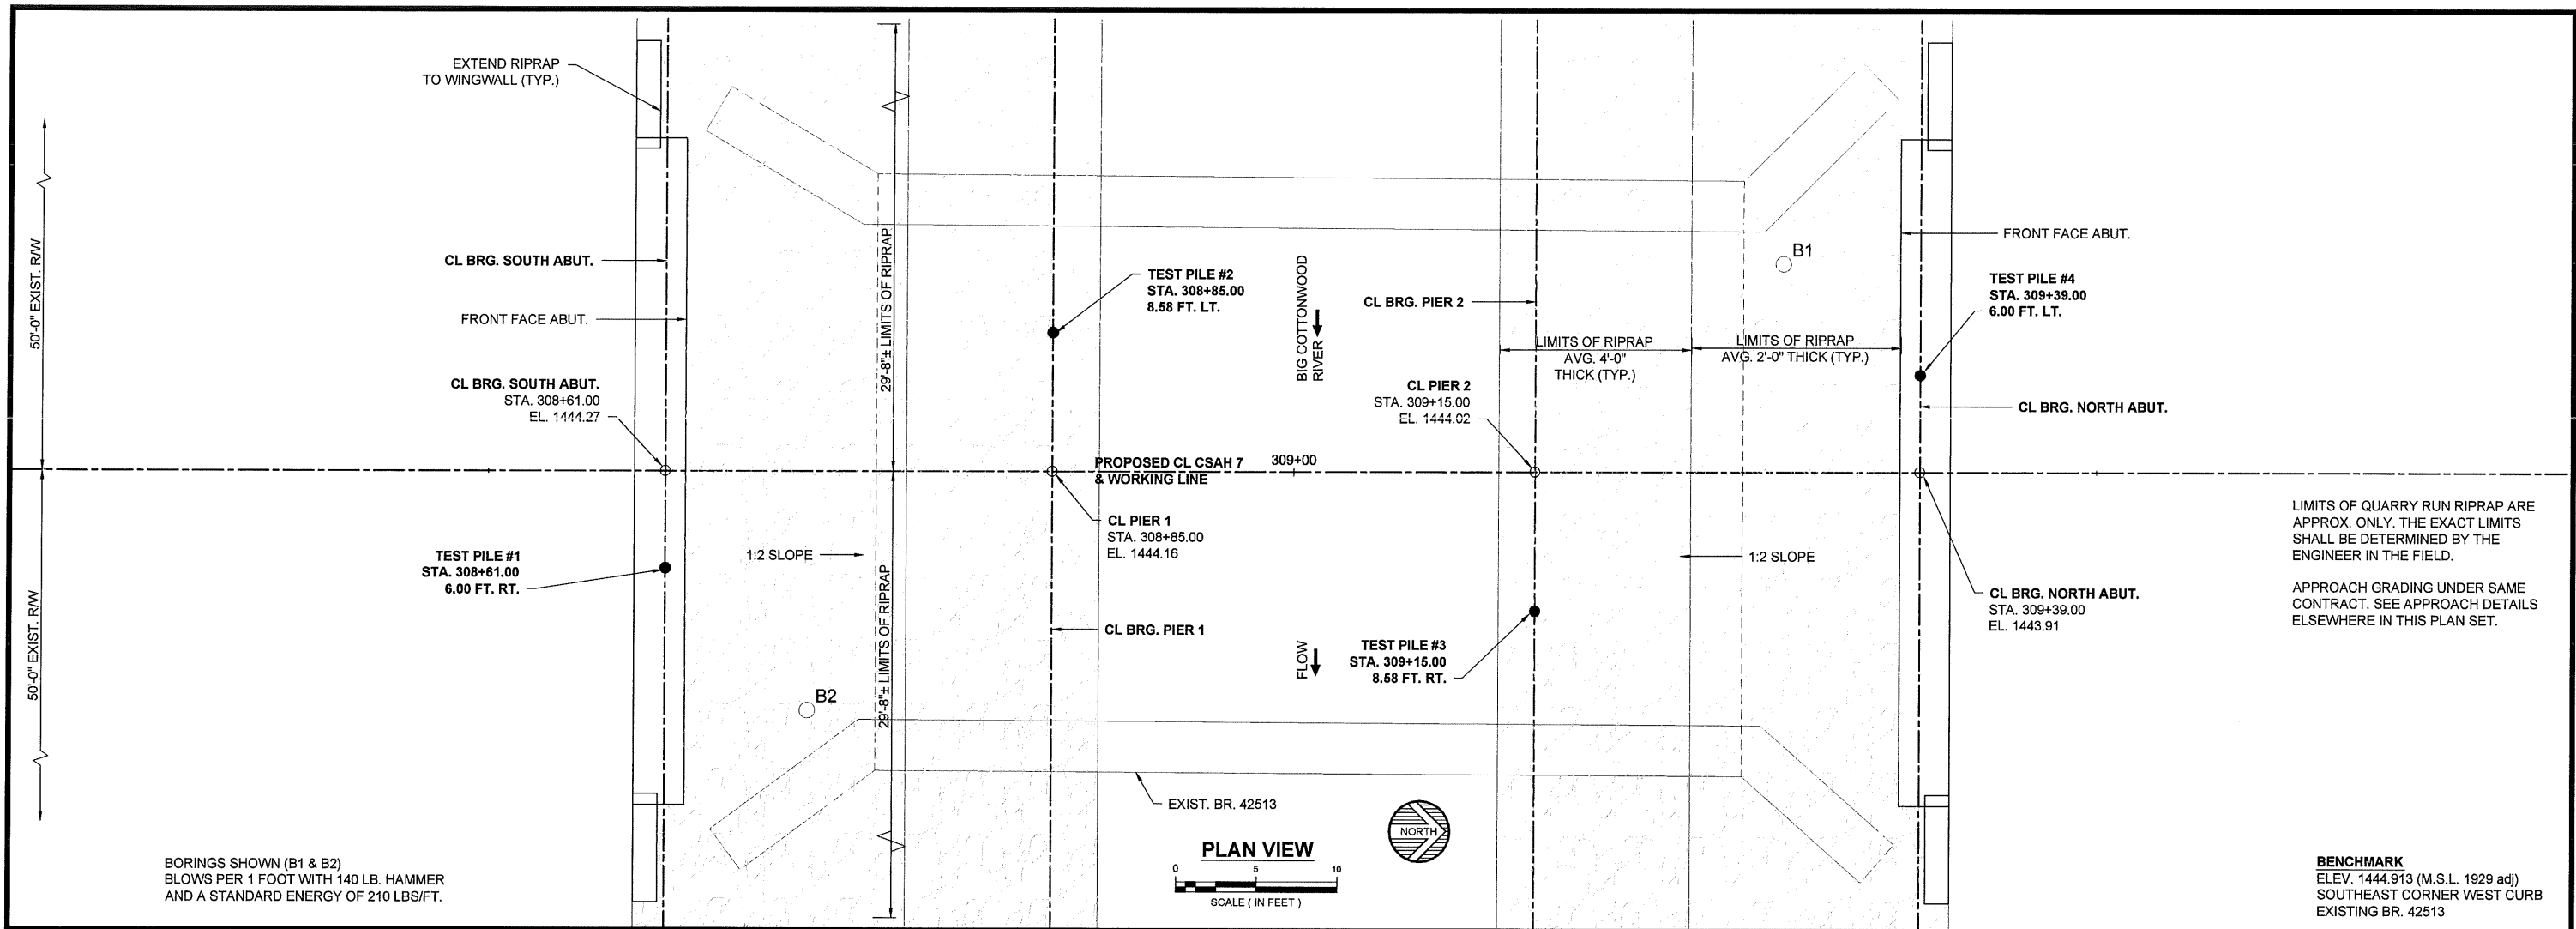 EXTEND RIPRAP
TO WINGWALL (TYP.)
50'-0" EXIST. R/W
CL BRG. SOUTH ABUT.
FRONT FACE ABUT.
CL BRG. SOUTH ABUT.
STA. 308+61.00
EL. 1444.27
TEST PILE #1
STA. 308+61.00
6.00 FT. RT.
50'-0" EXIST. R/W
BORINGS SHOWN (B1 & B2)
BLOWS PER 1 FOOT WITH 140 LB. HAMMER
AND A STANDARD ENERGY OF 210 LBS/FT.
29'-8"± LIMITS OF RIPRAP
1:2 SLOPE
B2
29'-8"± LIMITS OF RIPRAP
TEST PILE #2
STA. 308+85.00
8.58 FT. LT.
PROPOSED CL CSAH 7
& WORKING LINE
309+00
CL PIER 1
STA. 308+85.00
EL. 1444.16
CL BRG. PIER 1
EXIST. BR. 42513
BIG COTTONWOOD
RIVER
FLOW
CL BRG. PIER 2
CL PIER 2
STA. 309+15.00
EL. 1444.02
TEST PILE #3
STA. 309+15.00
8.58 FT. RT.
LIMITS OF RIPRAP
AVG. 4'-0"
THICK (TYP.)
LIMITS OF RIPRAP
AVG. 2'-0" THICK (TYP.)
B1
1:2 SLOPE
FRONT FACE ABUT.
TEST PILE #4
STA. 309+39.00
6.00 FT. LT.
CL BRG. NORTH ABUT.
CL BRG. NORTH ABUT.
STA. 309+39.00
EL. 1443.91
PLAN VIEW
0 5 10
SCALE ( IN FEET )
NORTH
LIMITS OF QUARRY RUN RIPRAP ARE
APPROX. ONLY. THE EXACT LIMITS
SHALL BE DETERMINED BY THE
ENGINEER IN THE FIELD.
APPROACH GRADING UNDER SAME
CONTRACT. SEE APPROACH DETAILS
ELSEWHERE IN THIS PLAN SET.
BENCHMARK
ELEV. 1444.913 (M.S.L. 1929 adj)
SOUTHEAST CORNER WEST CURB
EXISTING BR. 42513